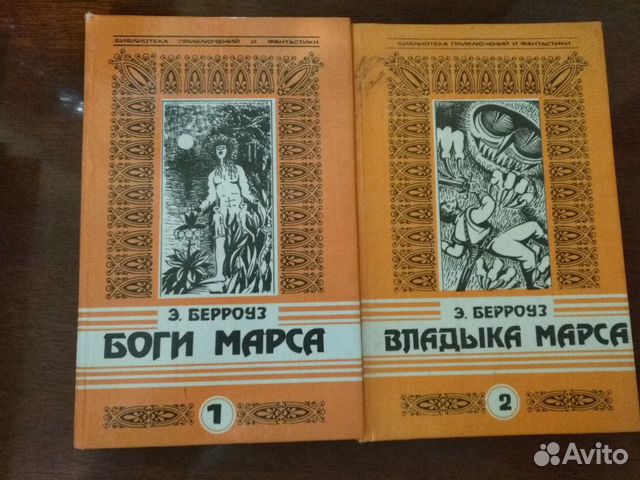 БИБЛИОТЕКА ПРИКЛЮЧЕНИЙ И ФАНТАСТИКИ
Э. БЕРРОУЗ
БОГИ МАРСА
1
БИБЛИОТЕКА ПРИКЛЮЧЕНИЙ И ФАНТАСТИКИ
Э. БЕРРОУЗ
ВЛАДЫКА МАРСА
2
Avito